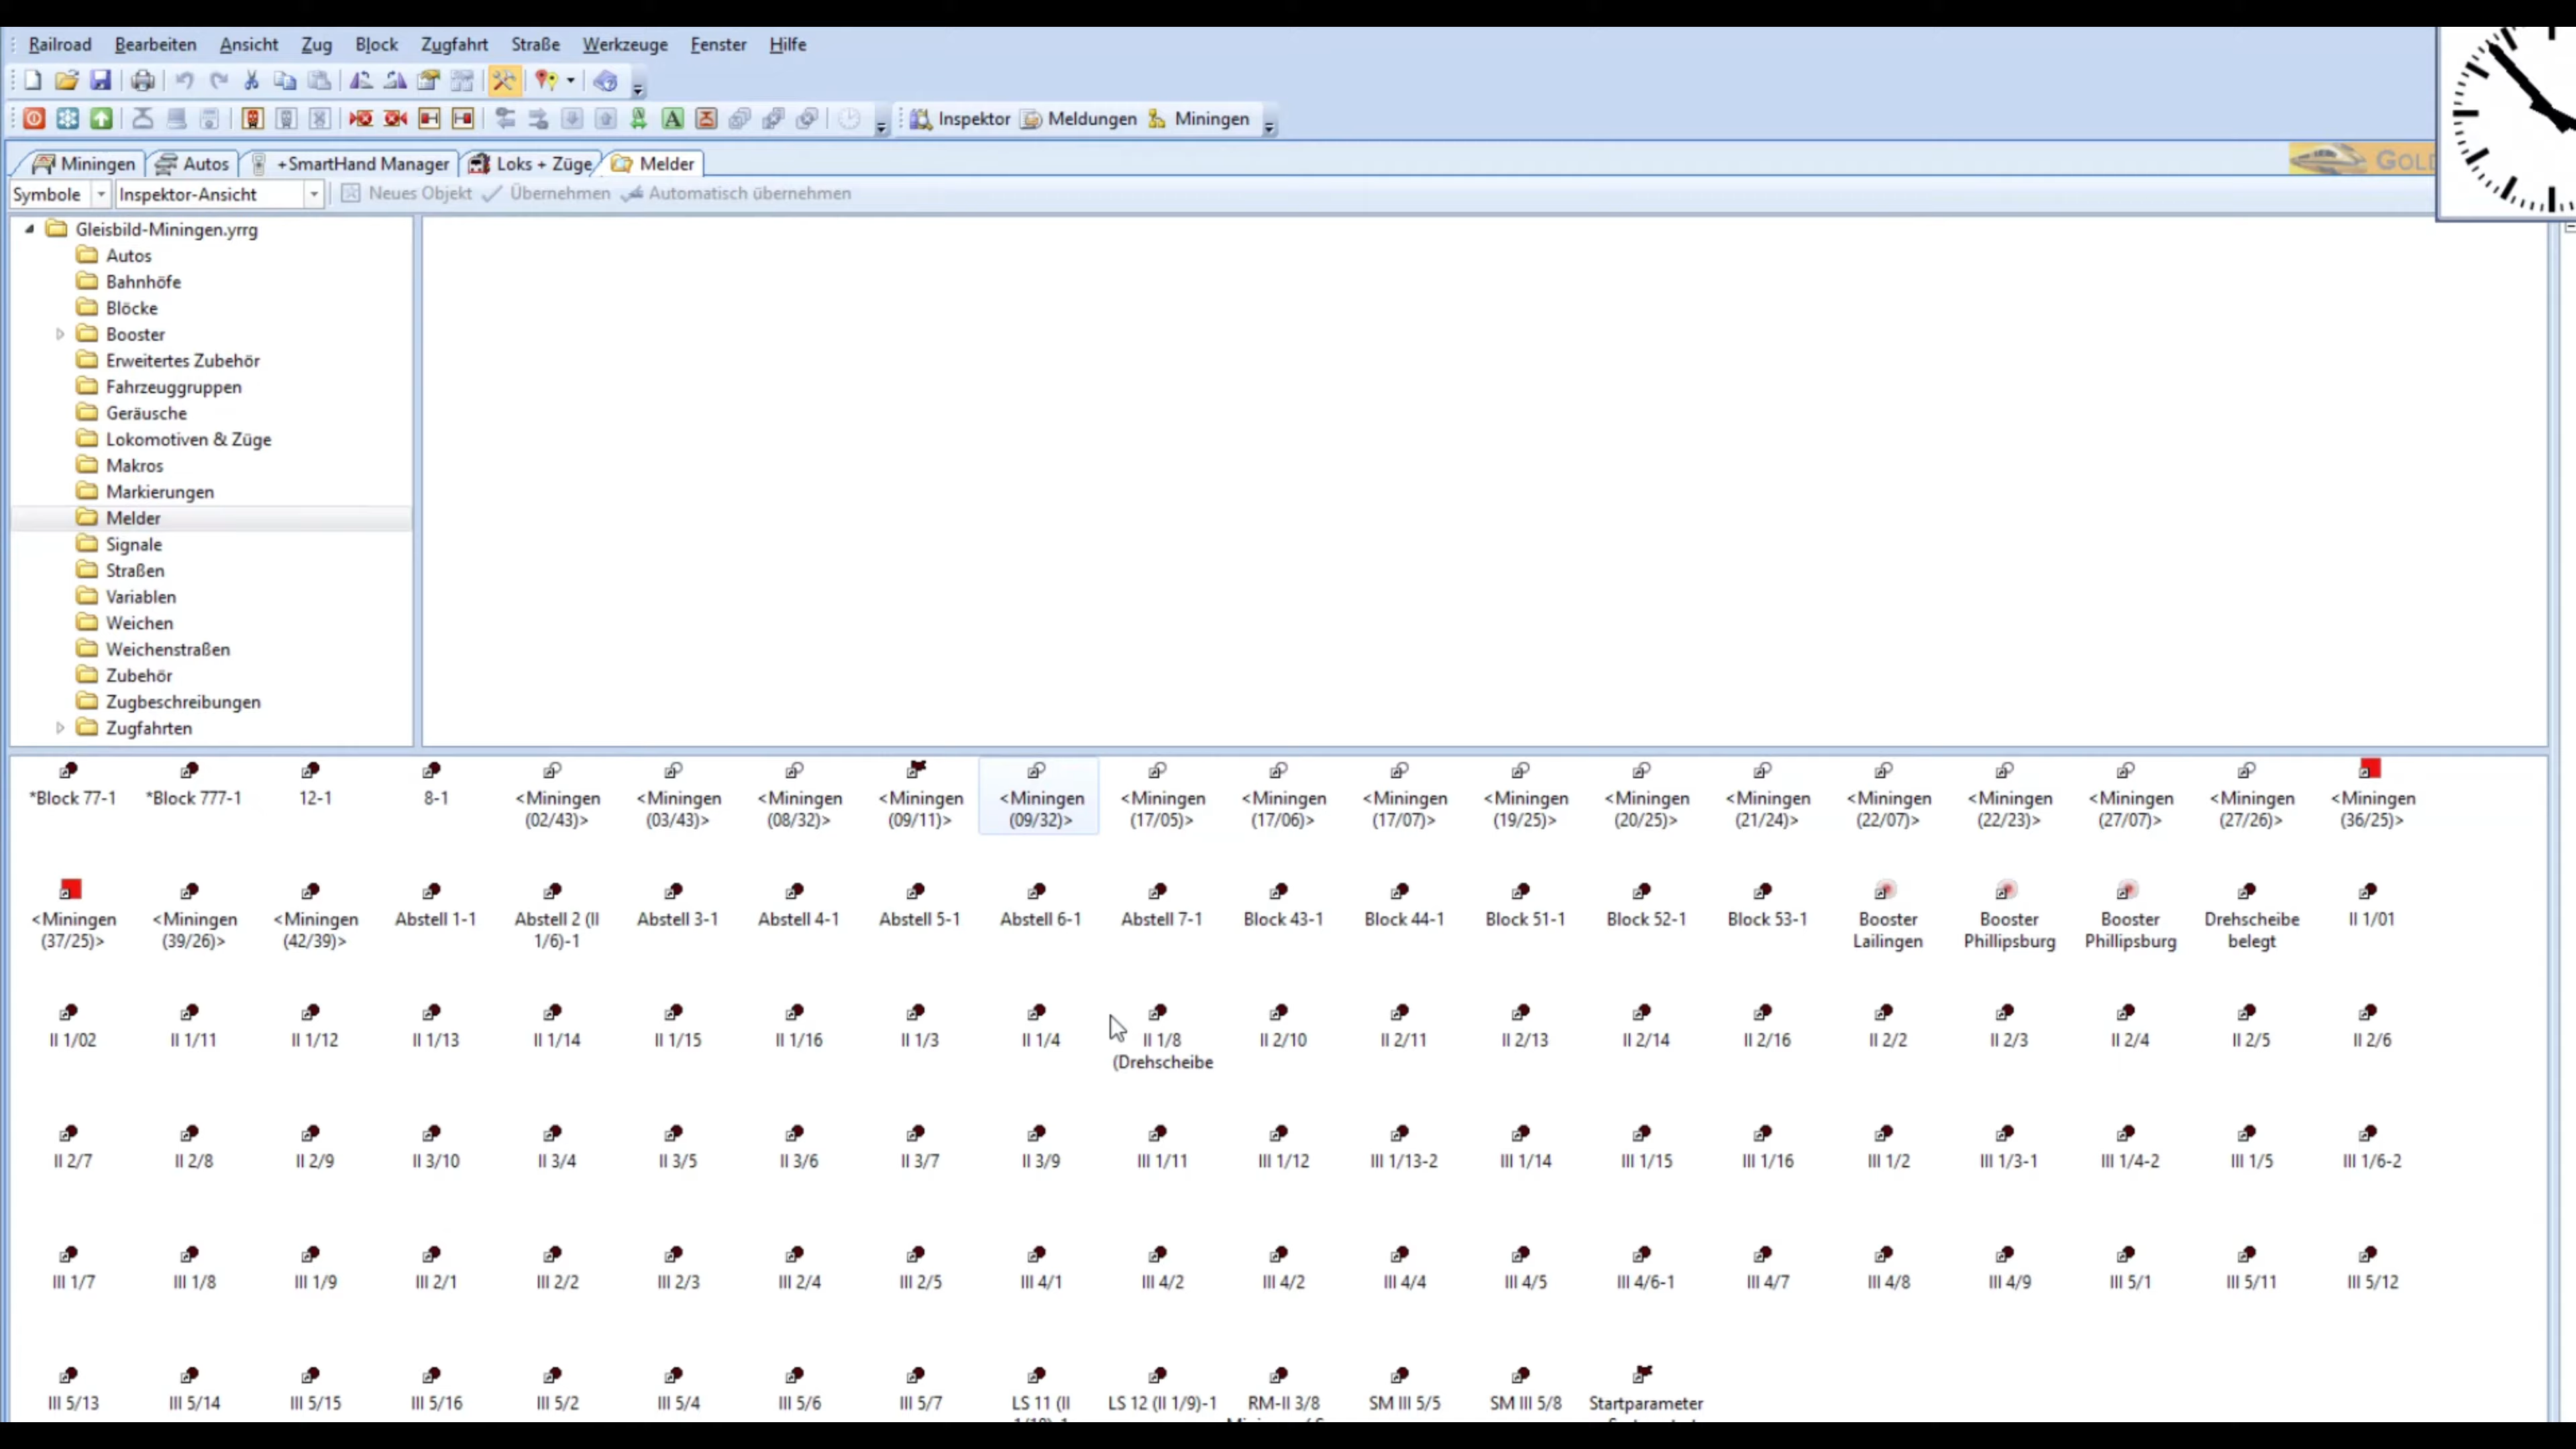 Railroad Bearbeiten Ansicht Zug Block Zugfahrt Straße Werkzeuge Fenster Hilfe
Inspektor Meldungen Miningen
Miningen Autos +SmartHand Manager Loks + Züge Melder
Symbole Inspektor-Ansicht Neues Objekt Übernehmen Automatisch übernehmen
Gleisbild-Miningen.yrrg
Autos
Bahnhöfe
Blöcke
Booster
Erweitertes Zubehör
Fahrzeuggruppen
Geräusche
Lokomotiven & Züge
Makros
Markierungen
Melder
Signale
Straßen
Variablen
Weichen
Weichenstraßen
Zubehör
Zugbeschreibungen
Zugfahrten
*Block 77-1 *Block 777-1 12-1 8-1 <Miningen <Miningen <Miningen <Miningen <Miningen <Miningen <Miningen <Miningen <Miningen <Miningen <Miningen <Miningen <Miningen <Miningen <Miningen <Miningen
(02/43)> (03/43)> (08/32)> (09/11)> (09/32)> (17/05)> (17/06)> (17/07)> (19/25)> (20/25)> (21/24)> (22/07)> (22/23)> (27/07)> (27/26)> (36/25)>
<Miningen <Miningen <Miningen Abstell 1-1 Abstell 2 (II Abstell 3-1 Abstell 4-1 Abstell 5-1 Abstell 6-1 Abstell 7-1 Block 43-1 Block 44-1 Block 51-1 Block 52-1 Block 53-1 Booster Booster Booster Drehscheibe II 1/01
(37/25)> (39/26)> (42/39)> 1/6)-1 Lailingen Phillipsburg Phillipsburg belegt
II 1/02 II 1/11 II 1/12 II 1/13 II 1/14 II 1/15 II 1/16 II 1/3 II 1/4 II 1/8 II 2/10 II 2/11 II 2/13 II 2/14 II 2/16 II 2/2 II 2/3 II 2/4 II 2/5 II 2/6
(Drehscheibe
II 2/7 II 2/8 II 2/9 II 3/10 II 3/4 II 3/5 II 3/6 II 3/7 II 3/9 III 1/11 III 1/12 III 1/13-2 III 1/14 III 1/15 III 1/16 III 1/2 III 1/3-1 III 1/4-2 III 1/5 III 1/6-2
III 1/7 III 1/8 III 1/9 III 2/1 III 2/2 III 2/3 III 2/4 III 2/5 III 4/1 III 4/2 III 4/2 III 4/4 III 4/5 III 4/6-1 III 4/7 III 4/8 III 4/9 III 5/1 III 5/11 III 5/12
III 5/13 III 5/14 III 5/15 III 5/16 III 5/2 III 5/4 III 5/6 III 5/7 LS 11 (II LS 12 (II 1/9)-1 RM-II 3/8 SM III 5/5 SM III 5/8 Startparameter